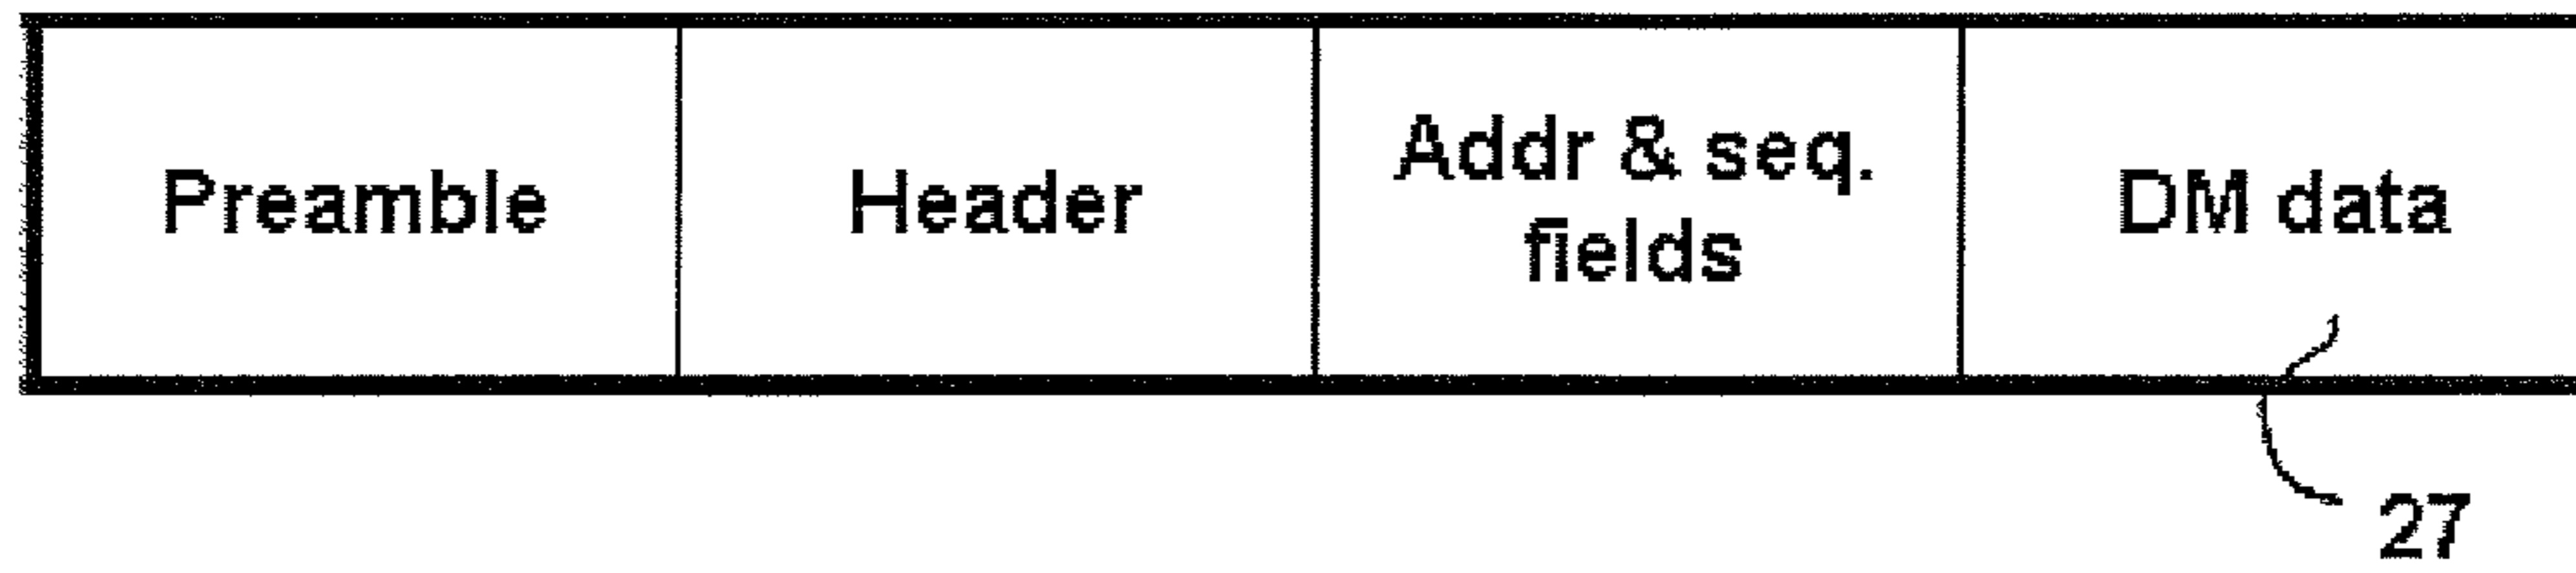 Preamble
Header
Addr & seq.
fields
DM data
27